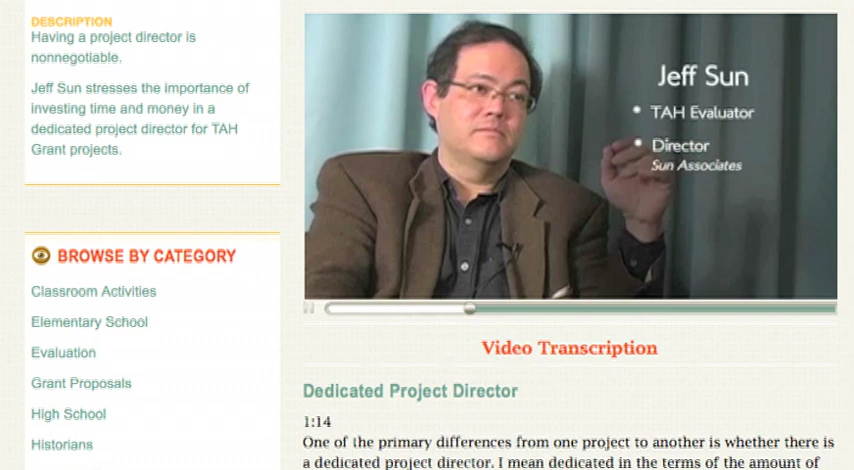 DESCRIPTION
Having a project director is
nonnegotiable.
Jeff Sun stresses the importance of
investing time and money in a
dedicated project director for TAH
Grant projects.
BROWSE BY CATEGORY
Classroom Activities
Elementary School
Evaluation
Grant Proposals
High School
Historians
Jeff Sun
TAH Evaluator
Director
Sun Associates
Video Transcription
Dedicated Project Director
1:14
One of the primary differences from one project to another is whether there is
a dedicated project director. I mean dedicated in the terms of the amount of